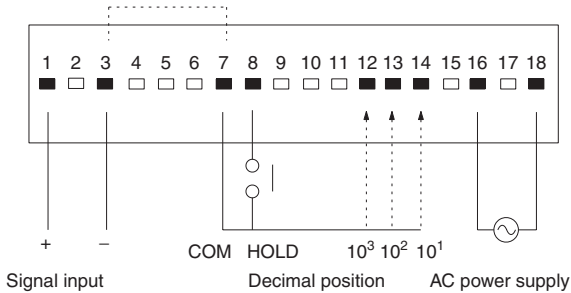 1 2 3 4 5 6 7 8 9 10 11 12 13 14 15 16 17 18
+ − COM HOLD 10³ 10² 10¹
Signal input Decimal position AC power supply